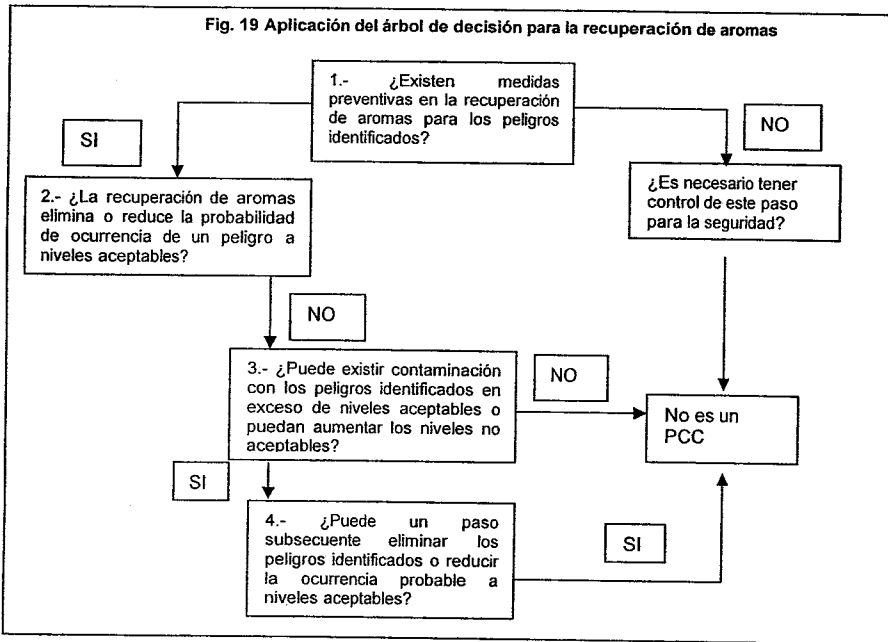 Fig. 19 Aplicación del árbol de decisión para la recuperación de aromas
1.- ¿Existen medidas
preventivas en la recuperación
de aromas para los peligros
identificados?
SI
NO
2.- ¿La recuperación de aromas
elimina o reduce la probabilidad
de ocurrencia de un peligro a
niveles aceptables?
¿Es necesario tener
control de este paso
para la seguridad?
NO
3.- ¿Puede existir contaminación
con los peligros identificados en
exceso de niveles aceptables o
puedan aumentar los niveles no
aceptables?
NO
No es un
PCC
SI
4.- ¿Puede un paso
subsecuente eliminar los
peligros identificados o reducir
la ocurrencia probable a
niveles aceptables?
SI